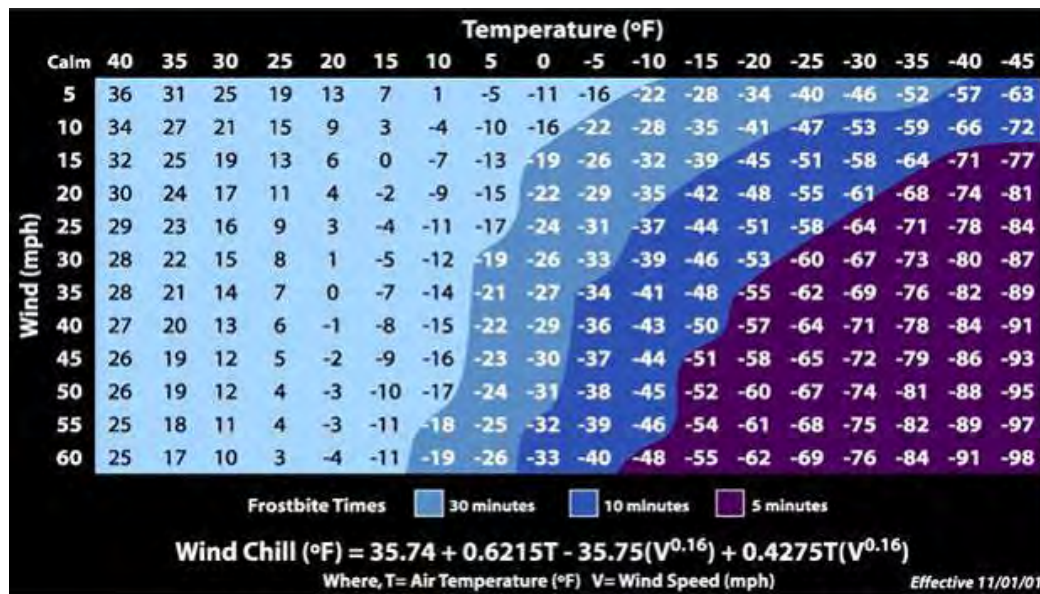 Temperature (ºF)
Calm 40 35 30 25 20 15 10 5 0 -5 -10 -15 -20 -25 -30 -35 -40 -45
5 36 31 25 19 13 7 1 -5 -11 -16 -22 -28 -34 -40 -46 -52 -57 -63
10 34 27 21 15 9 3 -4 -10 -16 -22 -28 -35 -41 -47 -53 -59 -66 -72
15 32 25 19 13 6 0 -7 -13 -19 -26 -32 -39 -45 -51 -58 -64 -71 -77
20 30 24 17 11 4 -2 -9 -15 -22 -29 -35 -42 -48 -55 -61 -68 -74 -81
25 29 23 16 9 3 -4 -11 -17 -24 -31 -37 -44 -51 -58 -64 -71 -78 -84
30 28 22 15 8 1 -5 -12 -19 -26 -33 -39 -46 -53 -60 -67 -73 -80 -87
35 28 21 14 7 0 -7 -14 -21 -27 -34 -41 -48 -55 -62 -69 -76 -82 -89
40 27 20 13 6 -1 -8 -15 -22 -29 -36 -43 -50 -57 -64 -71 -78 -84 -91
45 26 19 12 5 -2 -9 -16 -23 -30 -37 -44 -51 -58 -65 -72 -79 -86 -93
50 26 19 12 4 -3 -10 -17 -24 -31 -38 -45 -52 -60 -67 -74 -81 -88 -95
55 25 18 11 4 -3 -11 -18 -25 -32 -39 -46 -54 -61 -68 -75 -82 -89 -97
60 25 17 10 3 -4 -11 -19 -26 -33 -40 -48 -55 -62 -69 -76 -84 -91 -98
Wind (mph)
Frostbite Times 30 minutes 10 minutes 5 minutes
Wind Chill (ºF) = 35.74 + 0.6215T - 35.75(V^0.16) + 0.4275T(V^0.16)
Where, T= Air Temperature (ºF) V= Wind Speed (mph) Effective 11/01/01